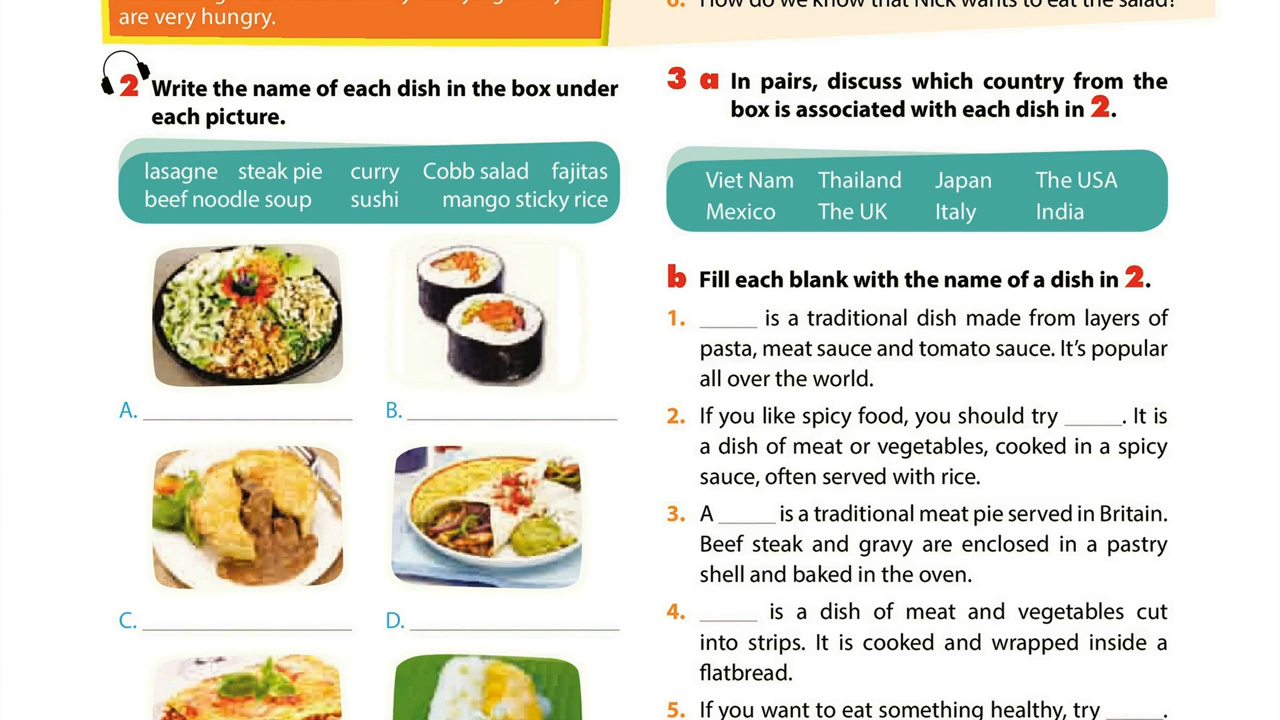 are very hungry.
2 Write the name of each dish in the box under
each picture.
lasagne steak pie curry Cobb salad fajitas
beef noodle soup sushi mango sticky rice
A.
B.
C.
D.
6. How do we know that Nick wants to eat the salad?
3 a In pairs, discuss which country from the
box is associated with each dish in 2.
Viet Nam Thailand Japan The USA
Mexico The UK Italy India
b Fill each blank with the name of a dish in 2.
1. _____ is a traditional dish made from layers of
pasta, meat sauce and tomato sauce. It’s popular
all over the world.
2. If you like spicy food, you should try _____. It is
a dish of meat or vegetables, cooked in a spicy
sauce, often served with rice.
3. A _____ is a traditional meat pie served in Britain.
Beef steak and gravy are enclosed in a pastry
shell and baked in the oven.
4. _____ is a dish of meat and vegetables cut
into strips. It is cooked and wrapped inside a
flatbread.
5. If you want to eat something healthy, try _____.